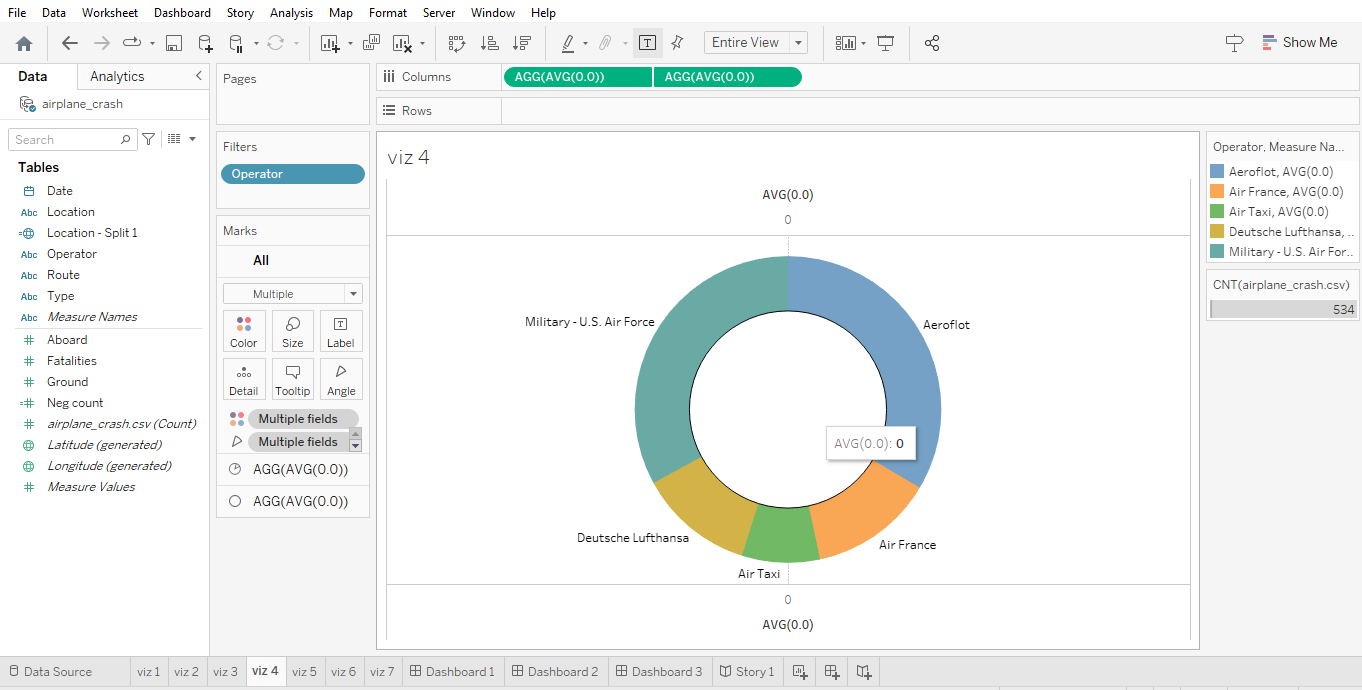 File Data Worksheet Dashboard Story Analysis Map Format Server Window Help
Entire View
Show Me
Data Analytics
airplane_crash
Search
Tables
Date
Abc Location
Location - Split 1
Abc Operator
Abc Route
Abc Type
Abc Measure Names
Aboard
Fatalities
Ground
Neg count
airplane_crash.csv (Count)
Latitude (generated)
Longitude (generated)
Measure Values
Pages
Filters
Operator
Marks
All
Multiple
Color Size Label
Detail Tooltip Angle
Multiple fields
Multiple fields
AGG(AVG(0.0))
AGG(AVG(0.0))
Columns AGG(AVG(0.0)) AGG(AVG(0.0))
Rows
viz 4
AVG(0.0)
0
Military - U.S. Air Force
Aeroflot
AVG(0.0): 0
Deutsche Lufthansa
Air France
Air Taxi
0
AVG(0.0)
Operator, Measure Na...
Aeroflot, AVG(0.0)
Air France, AVG(0.0)
Air Taxi, AVG(0.0)
Deutsche Lufthansa, ..
Military - U.S. Air For..
CNT(airplane_crash.csv)
534
Data Source viz 1 viz 2 viz 3 viz 4 viz 5 viz 6 viz 7 Dashboard 1 Dashboard 2 Dashboard 3 Story 1